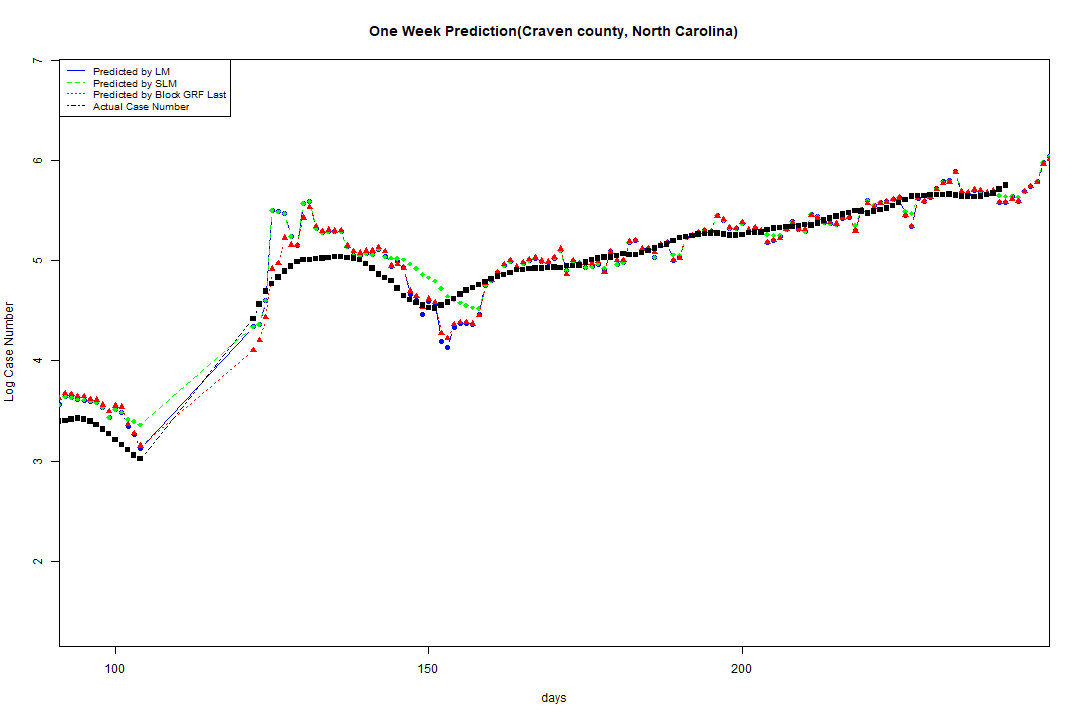 One Week Prediction(Craven county, North Carolina)
7
Predicted by LM
Predicted by SLM
Predicted by Block GRF Last
Actual Case Number
6
5
4
3
2
Log Case Number
100
150
200
days